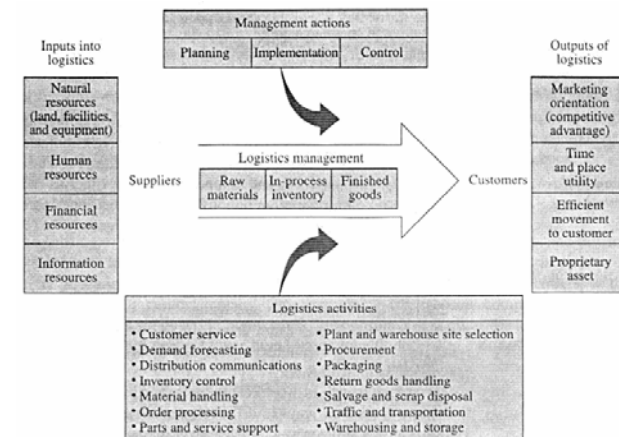 Management actions
Planning
Implementation
Control
Inputs into
logistics
Natural
resources
(land, facilities,
and equipment)
Human
resources
Financial
resources
Information
resources
Suppliers
Logistics management
Raw
materials
In-process
inventory
Finished
goods
Customers
Outputs of
logistics
Marketing
orientation
(competitive
advantage)
Time
and place
utility
Efficient
movement
to customer
Proprietary
asset
Logistics activities
• Customer service
• Demand forecasting
• Distribution communications
• Inventory control
• Material handling
• Order processing
• Parts and service support
• Plant and warehouse site selection
• Procurement
• Packaging
• Return goods handling
• Salvage and scrap disposal
• Traffic and transportation
• Warehousing and storage